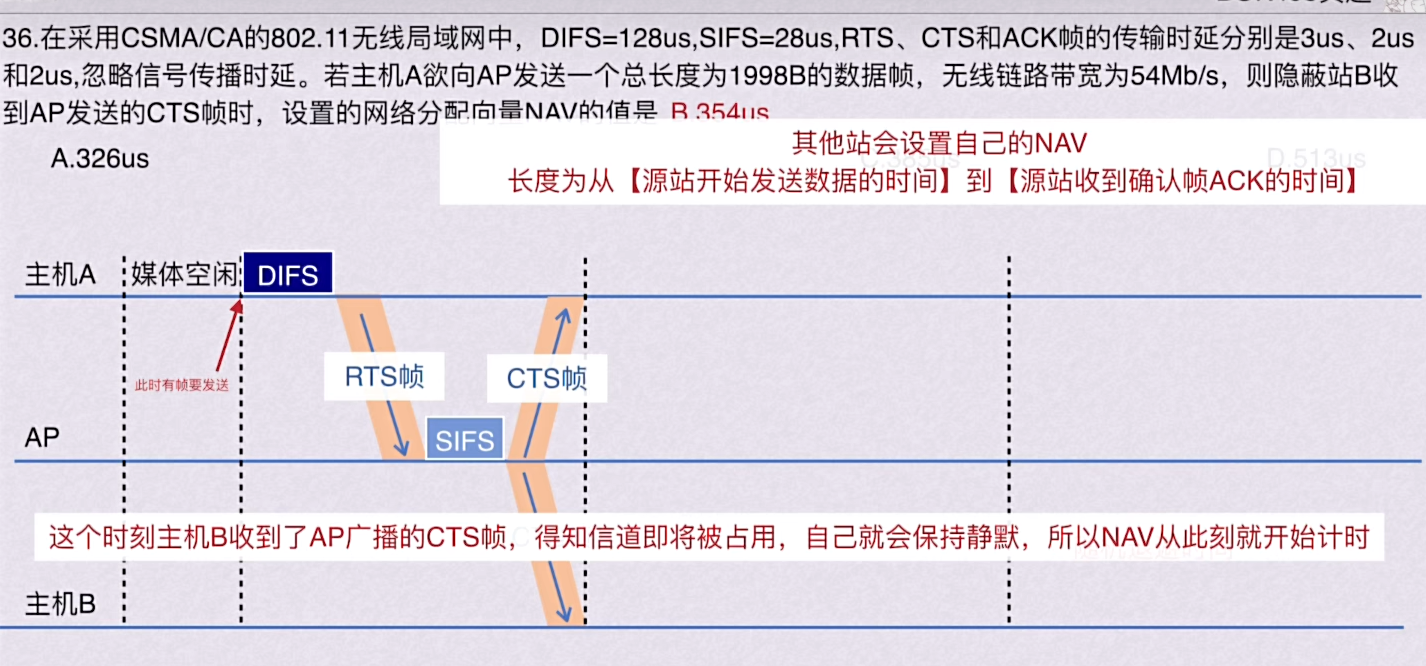 36.在采用CSMA/CA的802.11无线局域网中，DIFS=128us,SIFS=28us,RTS、CTS和ACK帧的传输时延分别是3us、2us
和2us,忽略信号传播时延。若主机A欲向AP发送一个总长度为1998B的数据帧，无线链路带宽为54Mb/s，则隐蔽站B收
到AP发送的CTS帧时，设置的网络分配向量NAV的值是 B.354us
其他站会设置自己的NAV
A.326us C.385us D.513us
长度为从【源站开始发送数据的时间】到【源站收到确认帧ACK的时间】
主机A 媒体空闲 DIFS
RTS帧 CTS帧
此时有帧要发送
AP SIFS
这个时刻主机B收到了AP广播的CTS帧，得知信道即将被占用，自己就会保持静默，所以NAV从此刻就开始计时
主机B